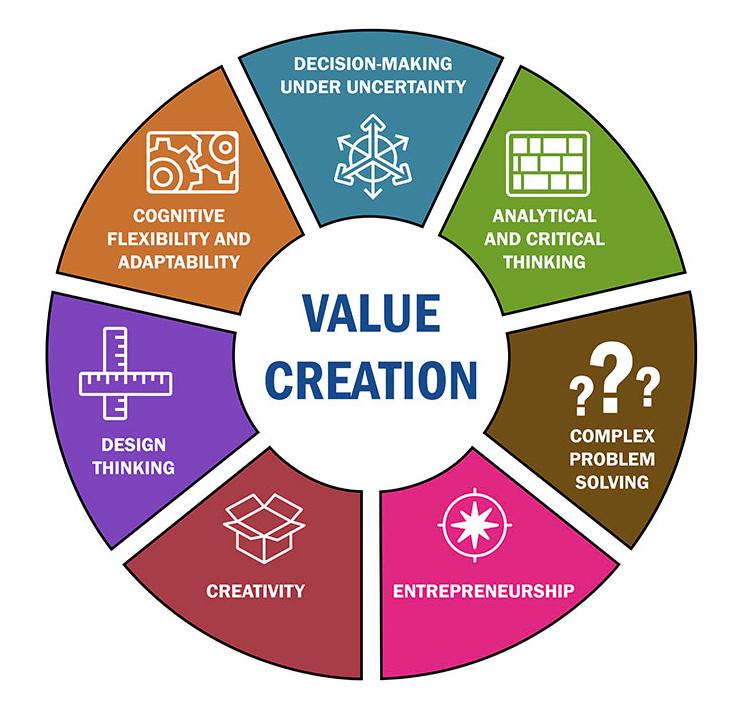 DECISION-MAKING
UNDER UNCERTAINTY
ANALYTICAL
AND CRITICAL
THINKING
???
COMPLEX
PROBLEM
SOLVING
ENTREPRENEURSHIP
CREATIVITY
DESIGN
THINKING
COGNITIVE
FLEXIBILITY AND
ADAPTABILITY
VALUE
CREATION